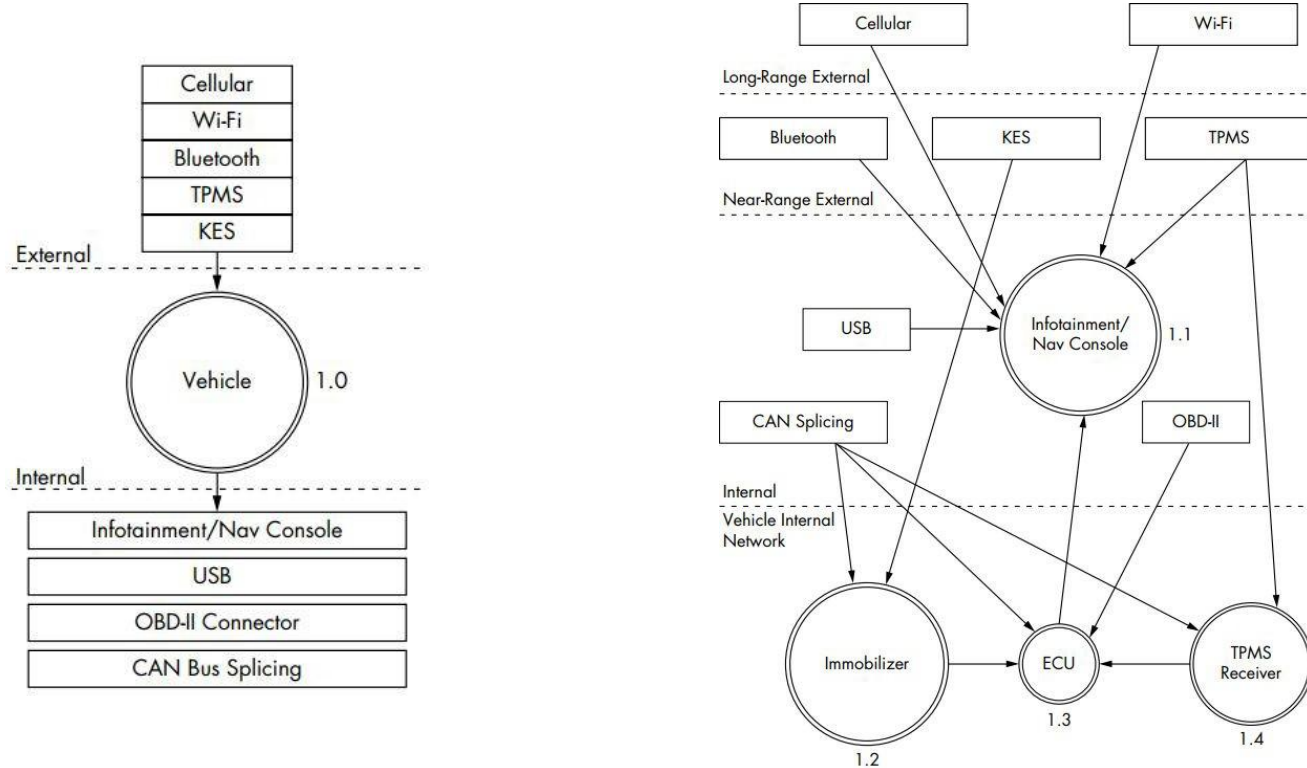 Cellular
Wi-Fi
Bluetooth
TPMS
KES
External
Vehicle
1.0
Internal
Infotainment/Nav Console
USB
OBD-II Connector
CAN Bus Splicing
Cellular
Wi-Fi
Long-Range External
Bluetooth
KES
TPMS
Near-Range External
USB
Infotainment/
Nav Console
1.1
CAN Splicing
OBD-II
Internal
Vehicle Internal
Network
Immobilizer
1.2
ECU
1.3
TPMS
Receiver
1.4